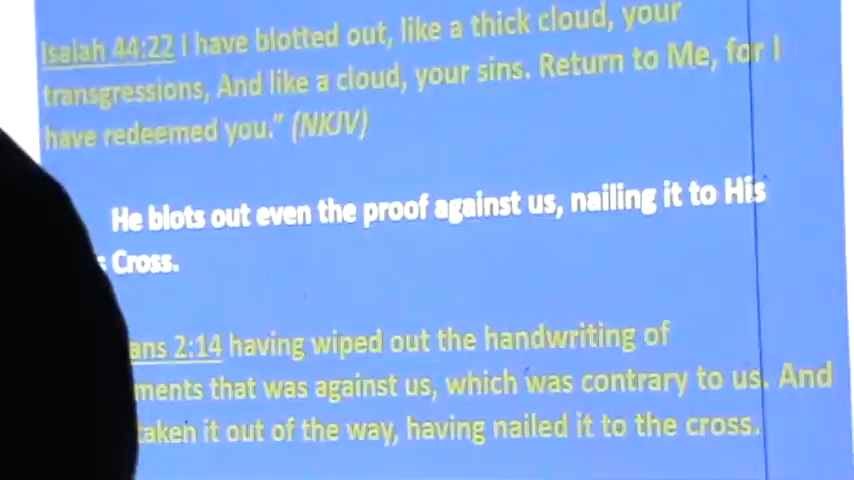 Isaiah 44:22 I have blotted out, like a thick cloud, your
transgressions, And like a cloud, your sins. Return to Me, for I
have redeemed you.” (NKJV)
He blots out even the proof against us, nailing it to His
Cross.
ans 2:14 having wiped out the handwriting of
ments that was against us, which was contrary to us. And
taken it out of the way, having nailed it to the cross.